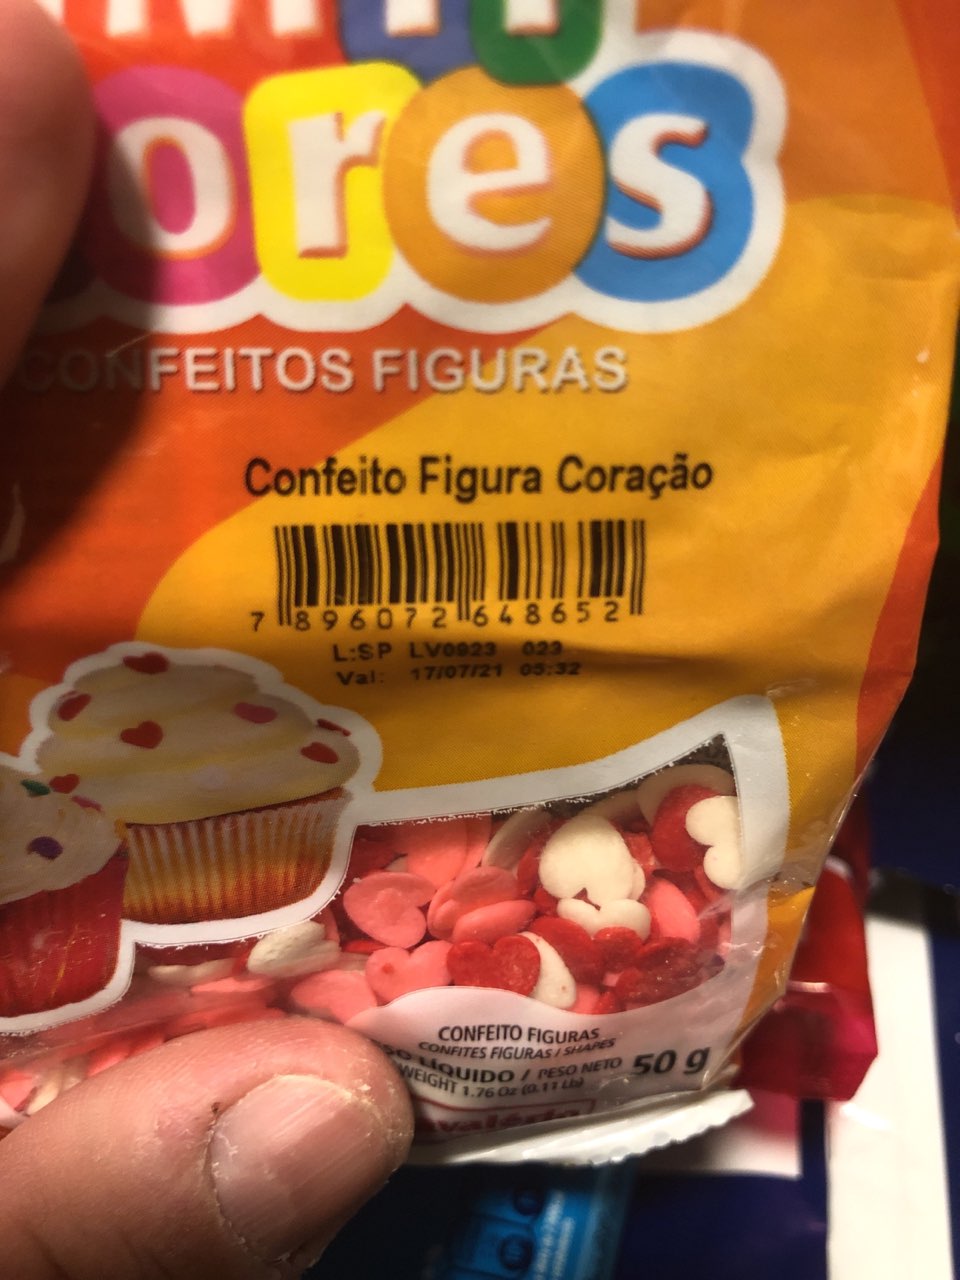 ores
CONFEITOS FIGURAS
Confeito Figura Coração
7 896072 648652
L:SP LV0923 023
Val: 17/07/21 05:32
CONFEITO FIGURAS
CONFITES FIGURAS / SHAPES
LÍQUIDO / PESO NETO 50 g
WEIGHT 1.76 Oz (0.11 Lb)